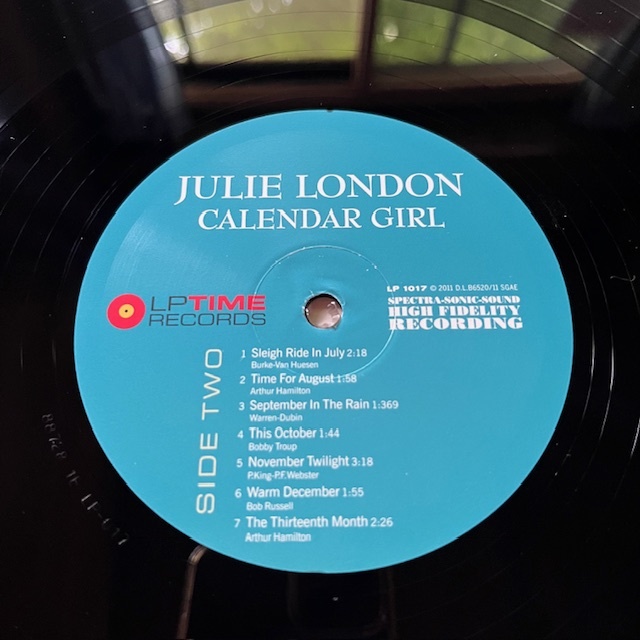 JULIE LONDON
CALENDAR GIRL
LPTIME
RECORDS
LP 1017 © 2011 D.L.B6520/11 SGAE
SPECTRA-SONIC-SOUND
HIGH FIDELITY
RECORDING
SIDE TWO
1 Sleigh Ride In July 2:18
Burke-Van Huesen
2 Time For August 1:58
Arthur Hamilton
3 September In The Rain 1:369
Warren-Dubin
4 This October 1:44
Bobby Troup
5 November Twilight 3:18
P.King-P.F.Webster
6 Warm December 1:55
Bob Russell
7 The Thirteenth Month 2:26
Arthur Hamilton